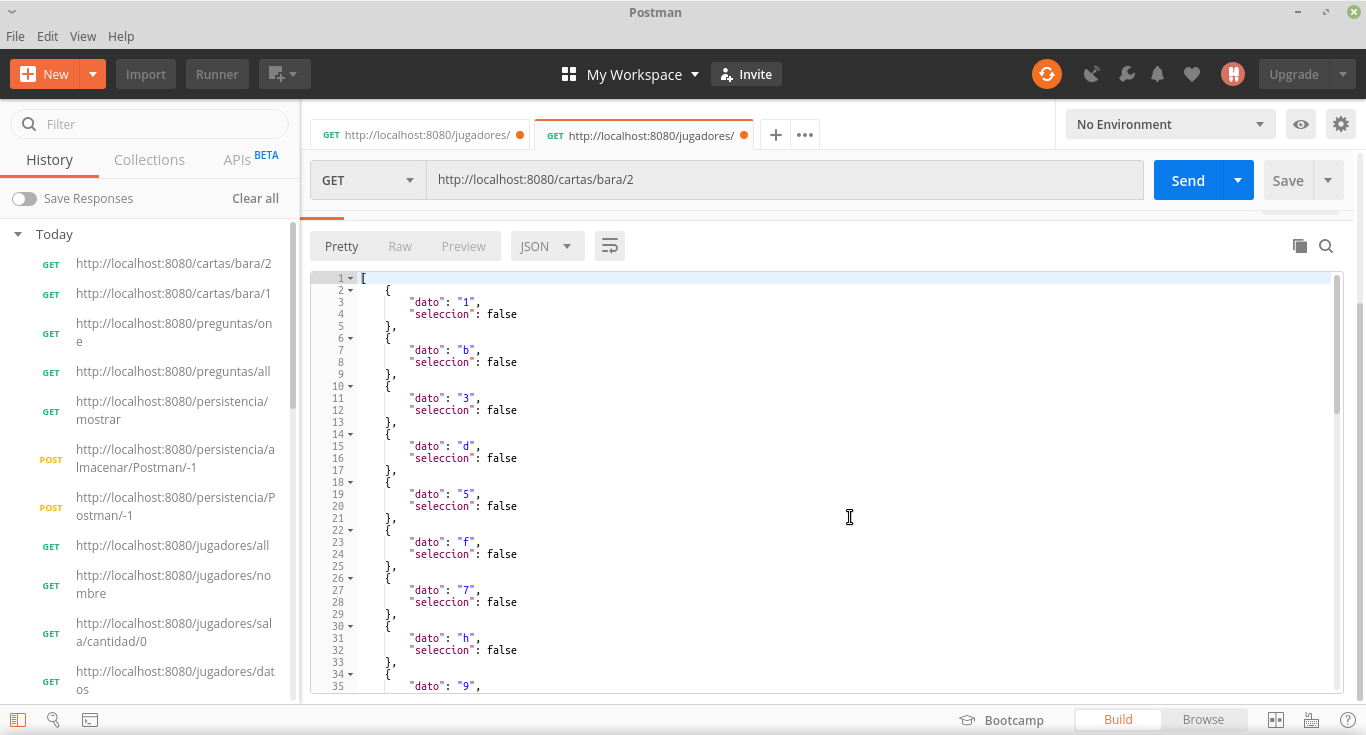 Postman
File Edit View Help
New Import Runner My Workspace Invite Upgrade
Filter
History Collections APIs BETA
Save Responses Clear all
Today
GET http://localhost:8080/cartas/bara/2
GET http://localhost:8080/cartas/bara/1
GET http://localhost:8080/preguntas/on
e
GET http://localhost:8080/preguntas/all
GET http://localhost:8080/persistencia/
mostrar
POST http://localhost:8080/persistencia/a
lmacenar/Postman/-1
POST http://localhost:8080/persistencia/P
ostman/-1
GET http://localhost:8080/jugadores/all
GET http://localhost:8080/jugadores/no
mbre
GET http://localhost:8080/jugadores/sal
a/cantidad/0
GET http://localhost:8080/jugadores/dat
os
GET http://localhost:8080/jugadores/ GET http://localhost:8080/jugadores/ + ••• No Environment
GET http://localhost:8080/cartas/bara/2 Send Save
Pretty Raw Preview JSON
1 [
2 {
3 "dato": "1",
4 "seleccion": false
5 },
6 {
7 "dato": "b",
8 "seleccion": false
9 },
10 {
11 "dato": "3",
12 "seleccion": false
13 },
14 {
15 "dato": "d",
16 "seleccion": false
17 },
18 {
19 "dato": "5",
20 "seleccion": false
21 },
22 {
23 "dato": "f",
24 "seleccion": false
25 },
26 {
27 "dato": "7",
28 "seleccion": false
29 },
30 {
31 "dato": "h",
32 "seleccion": false
33 },
34 {
35 "dato": "9",
Bootcamp Build Browse